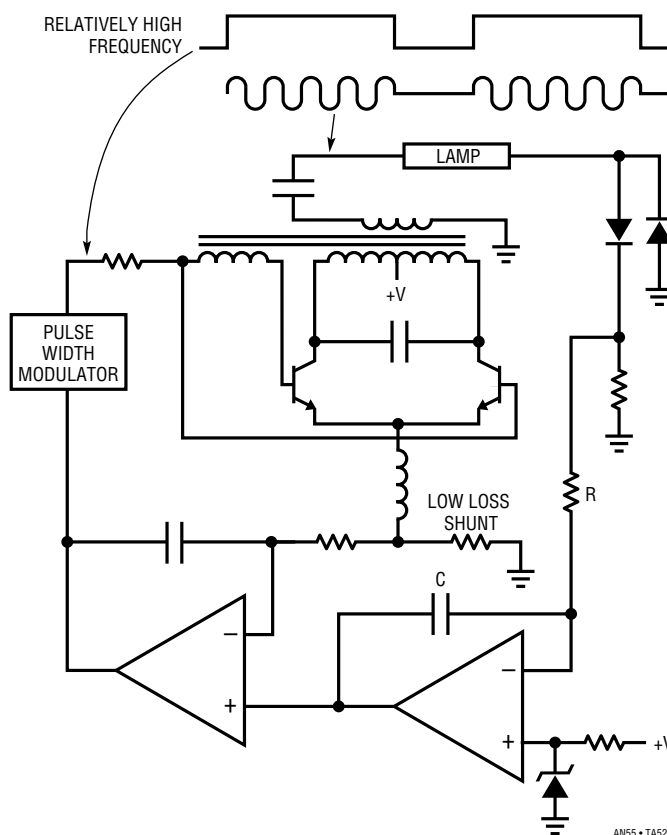 RELATIVELY HIGH
FREQUENCY
LAMP
+V
PULSE
WIDTH
MODULATOR
R
LOW LOSS
SHUNT
C
–
+
–
+
+V
AN55 • TA52